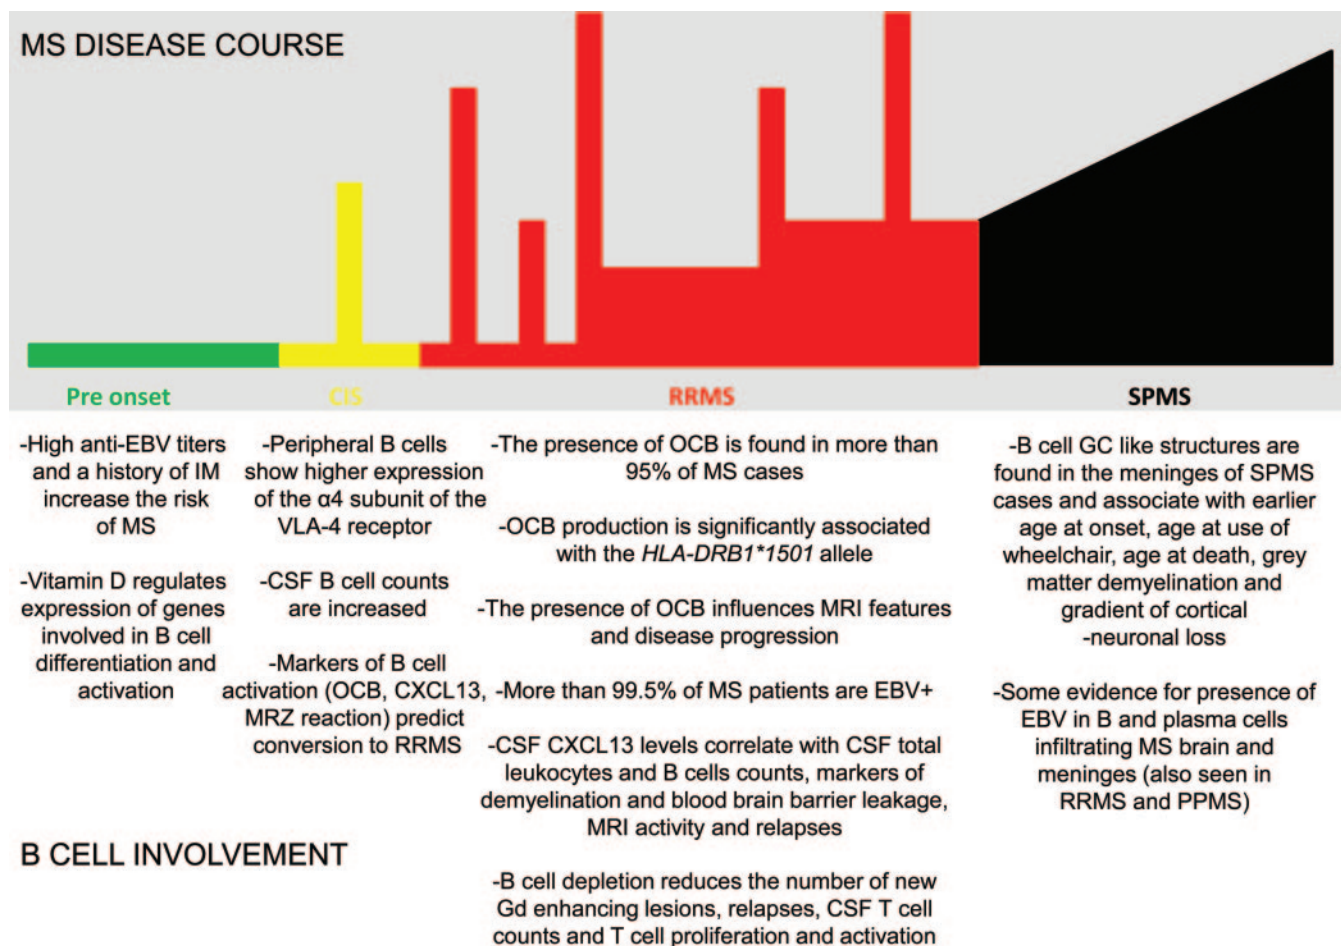 MS DISEASE COURSE
Pre onset
CIS
RRMS
SPMS
-High anti-EBV titers
and a history of IM
increase the risk
of MS
-Vitamin D regulates
expression of genes
involved in B cell
differentiation and
activation
-Peripheral B cells
show higher expression
of the α4 subunit of the
VLA-4 receptor
-CSF B cell counts
are increased
-Markers of B cell
activation (OCB, CXCL13,
MRZ reaction) predict
conversion to RRMS
-The presence of OCB is found in more than
95% of MS cases
-OCB production is significantly associated
with the HLA-DRB1*1501 allele
-The presence of OCB influences MRI features
and disease progression
-More than 99.5% of MS patients are EBV+
-CSF CXCL13 levels correlate with CSF total
leukocytes and B cells counts, markers of
demyelination and blood brain barrier leakage,
MRI activity and relapses
-B cell depletion reduces the number of new
Gd enhancing lesions, relapses, CSF T cell
counts and T cell proliferation and activation
-B cell GC like structures are
found in the meninges of SPMS
cases and associate with earlier
age at onset, age at use of
wheelchair, age at death, grey
matter demyelination and
gradient of cortical
-neuronal loss
-Some evidence for presence of
EBV in B and plasma cells
infiltrating MS brain and
meninges (also seen in
RRMS and PPMS)
B CELL INVOLVEMENT